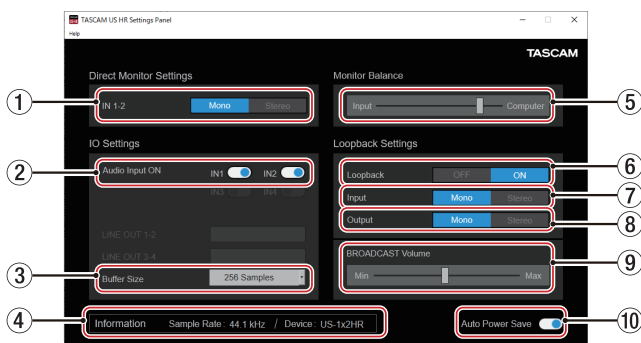 TASCAM US HR Settings Panel
Help
TASCAM
Direct Monitor Settings
Monitor Balance
① IN 1-2 Mono Stereo
Input Computer ⑤
IO Settings
Loopback Settings
② Audio Input ON IN1 IN2
IN3 IN4
Loopback OFF ON ⑥
Input Mono Stereo ⑦
Output Mono Stereo ⑧
LINE OUT 1-2
LINE OUT 3-4
③ Buffer Size 256 Samples
BROADCAST Volume
Min Max ⑨
④ Information Sample Rate : 44.1 kHz / Device : US-1x2HR
Auto Power Save ⑩